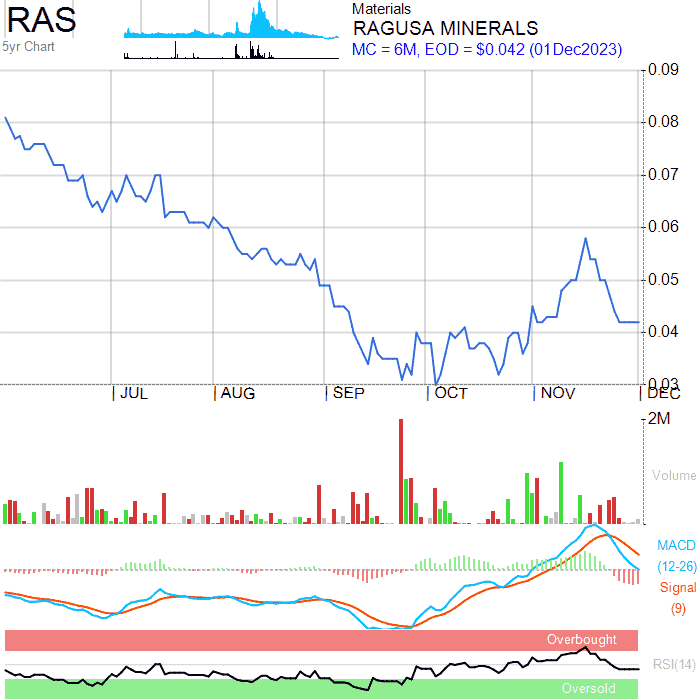 RAS
5yr Chart
Materials
RAGUSA MINERALS
MC = 6M, EOD = $0.042 (01Dec2023)
0.09
0.08
0.07
0.06
0.05
0.04
0.03
JUL AUG SEP OCT NOV DEC
2M
Volume
MACD
(12-26)
Signal
(9)
Overbought
RSI(14)
Oversold